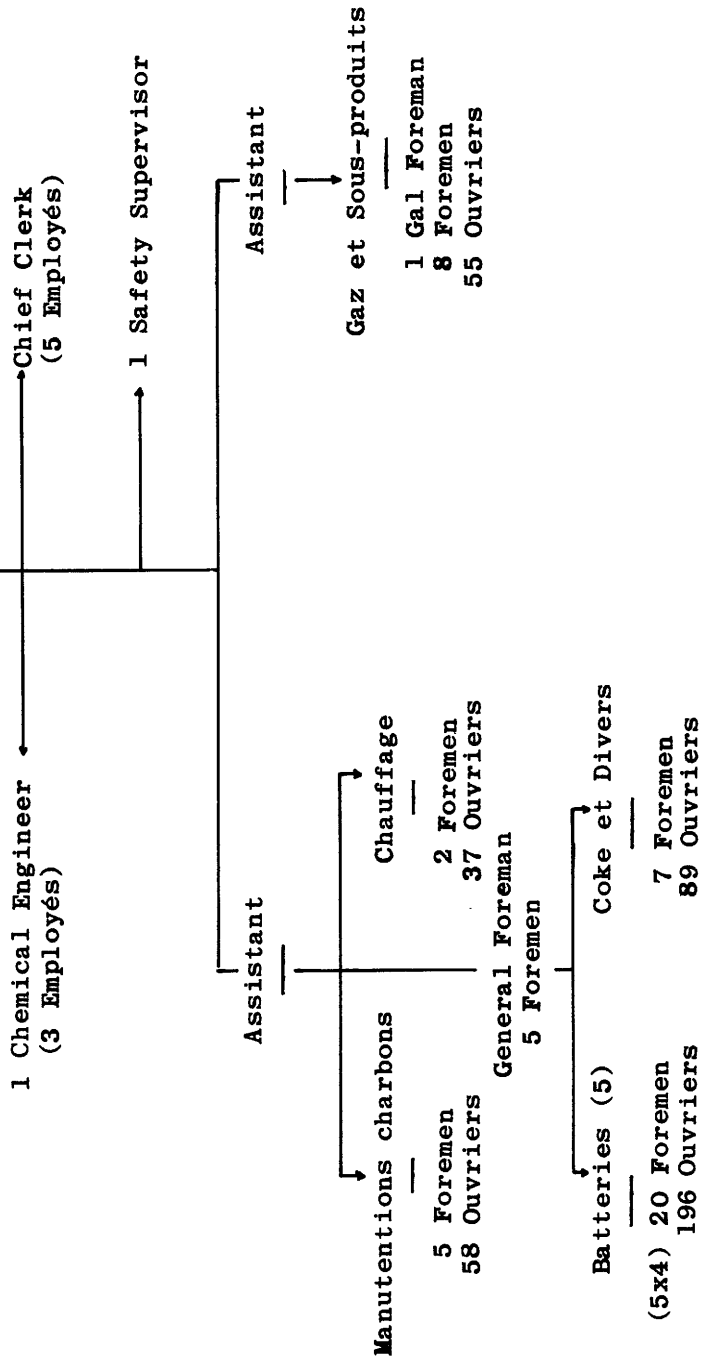 1 Chemical Engineer
(3 Employés)
Chief Clerk
(5 Employés)
1 Safety Supervisor
Assistant
Assistant
Manutentions charbons
5 Foremen
58 Ouvriers
Chauffage
2 Foremen
37 Ouvriers
Gaz et Sous-produits
1 Gal Foreman
8 Foremen
55 Ouvriers
General Foreman
5 Foremen
Batteries (5)
(5x4) 20 Foremen
196 Ouvriers
Coke et Divers
7 Foremen
89 Ouvriers